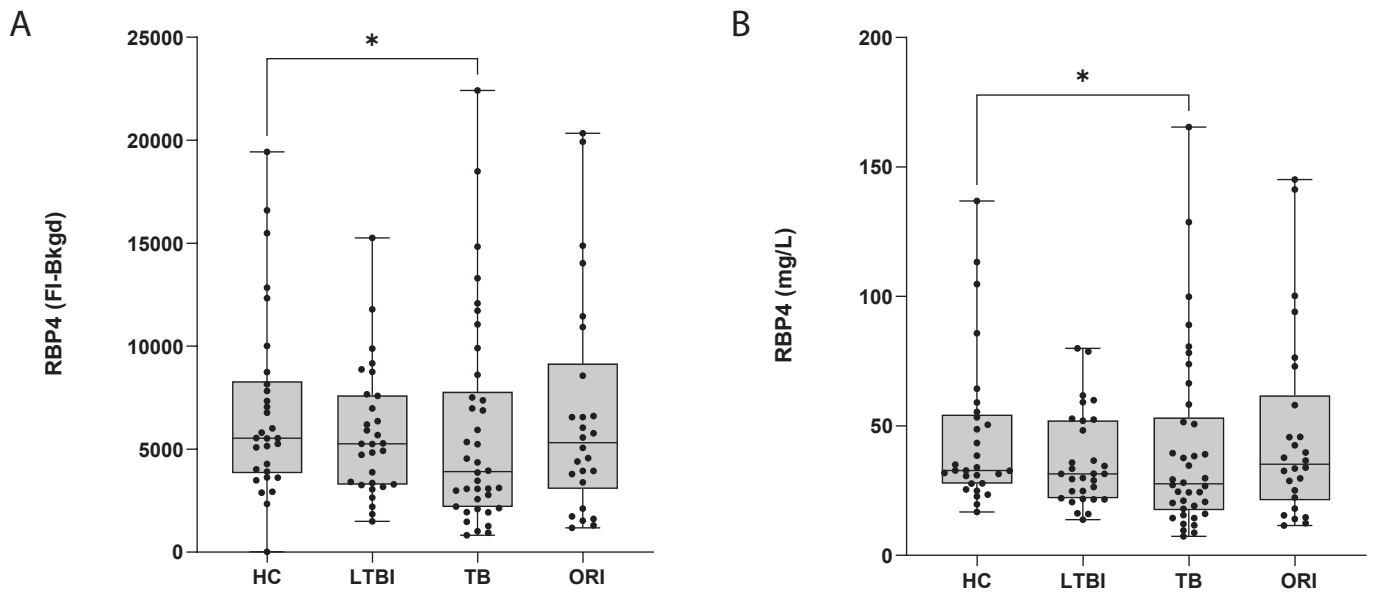 A
RBP4 (FI-Bkgd)
25000
20000
15000
10000
5000
0
*
HC LTBI TB ORI
B
RBP4 (mg/L)
200
150
100
50
0
*
HC LTBI TB ORI